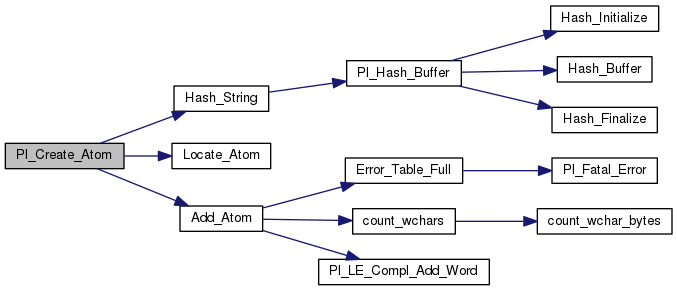 Pl_Create_Atom
Hash_String
Pl_Hash_Buffer
Hash_Initialize
Hash_Buffer
Hash_Finalize
Locate_Atom
Add_Atom
Error_Table_Full
Pl_Fatal_Error
count_wchars
count_wchar_bytes
Pl_LE_Compl_Add_Word